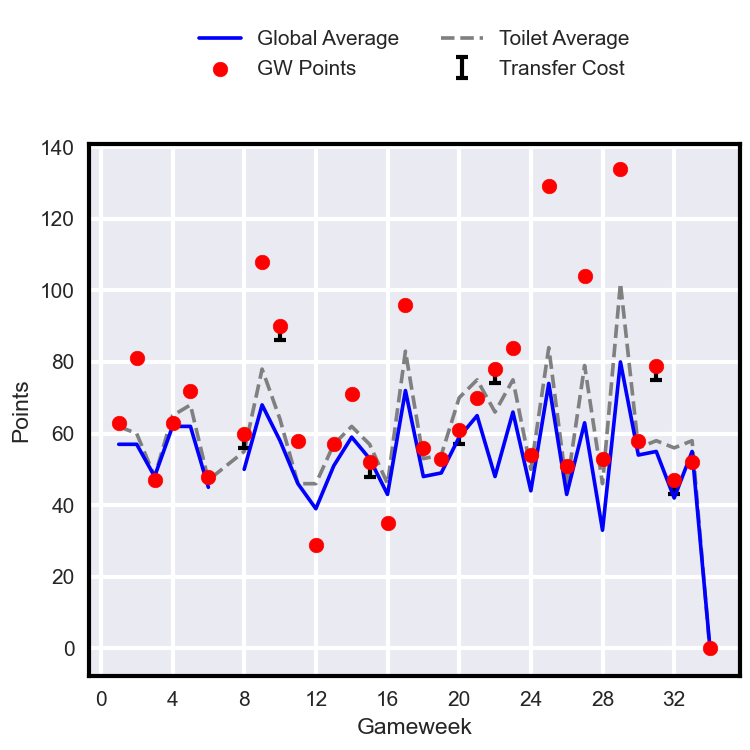 Global Average
Toilet Average
GW Points
Transfer Cost
140
120
100
80
60
40
20
0
Points
0 4 8 12 16 20 24 28 32
Gameweek